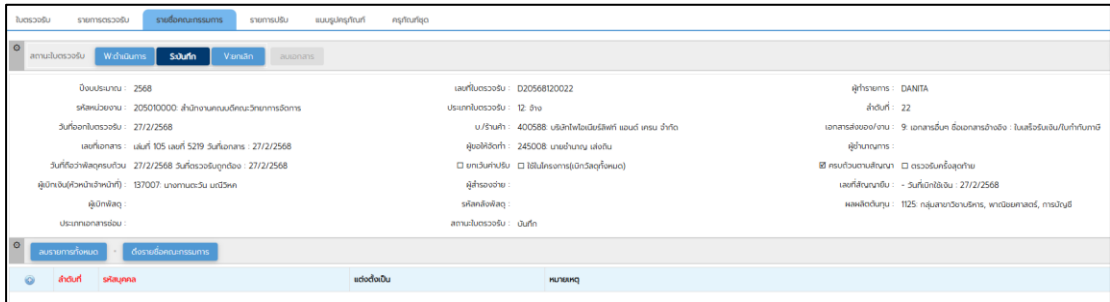 ใบตรวจรับ รายการตรวจรับ รายชื่อคณะกรรมการ รายการปรับ แนบรูปครุภัณฑ์ ครุภัณฑ์ชุด
สถานะใบตรวจรับ W:ดำเนินการ S:บันทึก V:ยกเลิก ลบเอกสาร
ปีงบประมาณ : 2568 เลขที่ใบตรวจรับ : D20568120022 ผู้ทำรายการ : DANITA
รหัสหน่วยงาน : 205010000: สำนักงานคณบดีคณะวิทยาการจัดการ ประเภทใบตรวจรับ : 12: จ้าง ลำดับที่ : 22
วันที่ออกใบตรวจรับ : 27/2/2568 บ./ร้านค้า : 400588: บริษัทไพโอเนียร์ลิฟท์ แอนด์ เครน จำกัด เอกสารส่งของ/งาน : 9: เอกสารอื่นๆ ชื่อเอกสารอ้างอิง : ใบเสร็จรับเงิน/ใบกำกับภาษี
เลขที่เอกสาร : เล่มที่ 105 เลขที่ 5219 วันที่เอกสาร : 27/2/2568 ผู้ขอให้จัดทำ : 245008: นายชำนาญ เส่งติน ผู้ชำนาญการ :
วันที่ถือว่าพัสดุครบถ้วน 27/2/2568 วันที่ตรวจรับถูกต้อง : 27/2/2568 ยกเว้นค่าปรับ ใช้ในโครงการ(เบิกวัสดุทั้งหมด) ครบถ้วนตามสัญญา ตรวจรับครั้งสุดท้าย
ผู้เบิกเงิน(หัวหน้าเจ้าหน้าที่) : 137007: นางกานตะวัน มณีวิหค ผู้สำรองจ่าย : เลขที่สัญญายืม : - วันที่เบิกใช้เงิน : 27/2/2568
ผู้เบิกพัสดุ : รหัสคลังพัสดุ : ผลผลิตต้นทุน : 1125: กลุ่มสาขาวิชาบริหาร, พาณิชยศาสตร์, การบัญชี
ประเภทเอกสารซ่อม : สถานะใบตรวจรับ : บันทึก
ลบรายการทั้งหมด - ดึงรายชื่อคณะกรรมการ
ลำดับที่ รหัสบุคคล แต่งตั้งเป็น หมายเหตุ